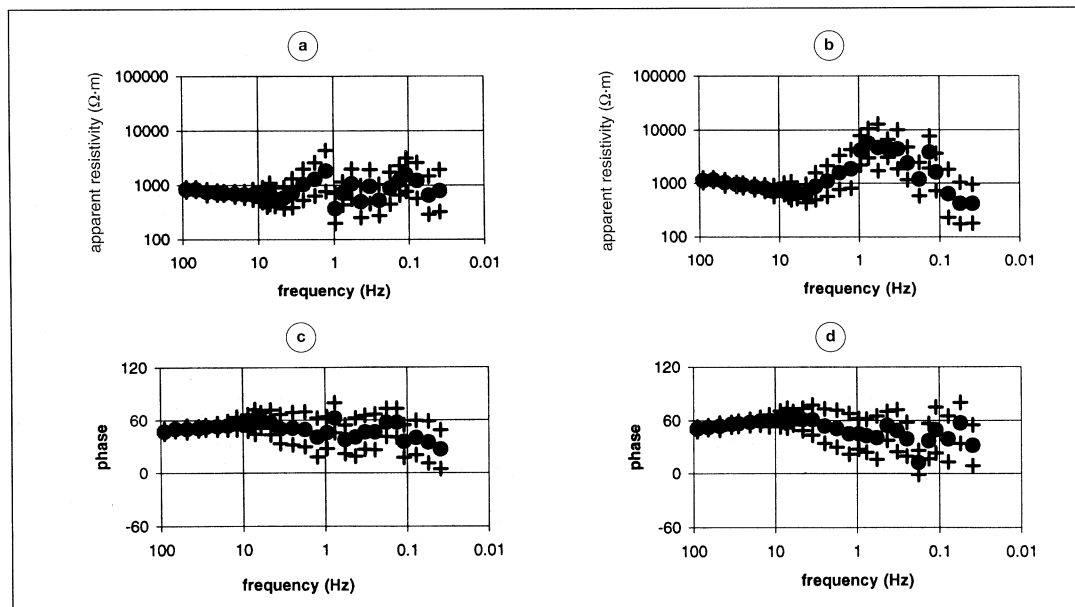 a
apparent resistivity (Ω·m)
100000
10000
1000
100
100 10 1 0.1 0.01
frequency (Hz)
b
apparent resistivity (Ω·m)
100000
10000
1000
100
100 10 1 0.1 0.01
frequency (Hz)
c
phase
120
60
0
-60
100 10 1 0.1 0.01
frequency (Hz)
d
phase
120
60
0
-60
100 10 1 0.1 0.01
frequency (Hz)